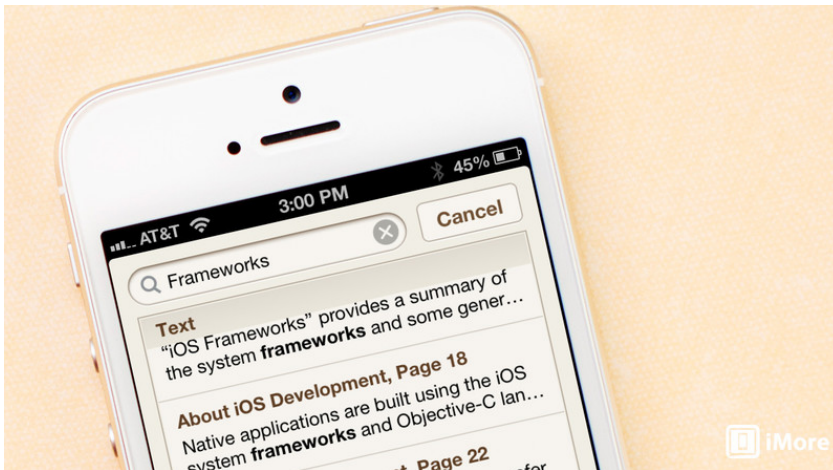 AT&T 3:00 PM 45%
Frameworks Cancel
Text
“iOS Frameworks” provides a summary of
the system frameworks and some gener...
About iOS Development, Page 18
Native applications are built using the iOS
system frameworks and Objective-C lan...
Page 22
iMore